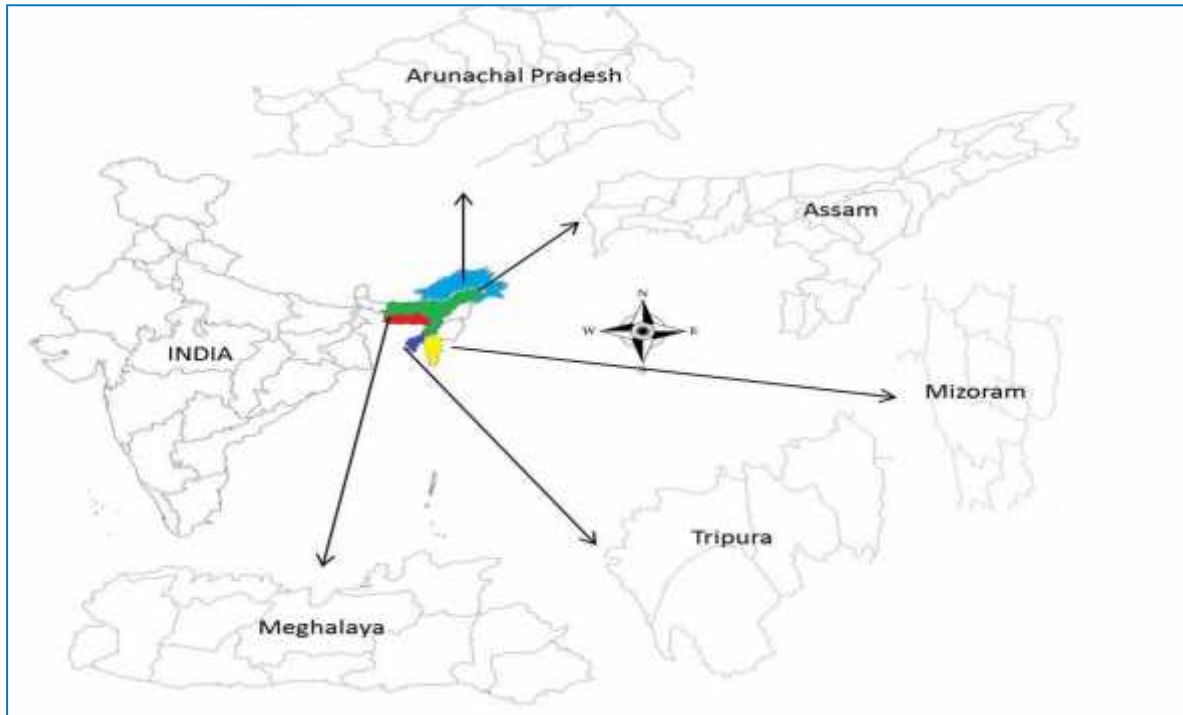 Arunachal Pradesh
Assam
N
W E
S
INDIA
Mizoram
Tripura
Meghalaya